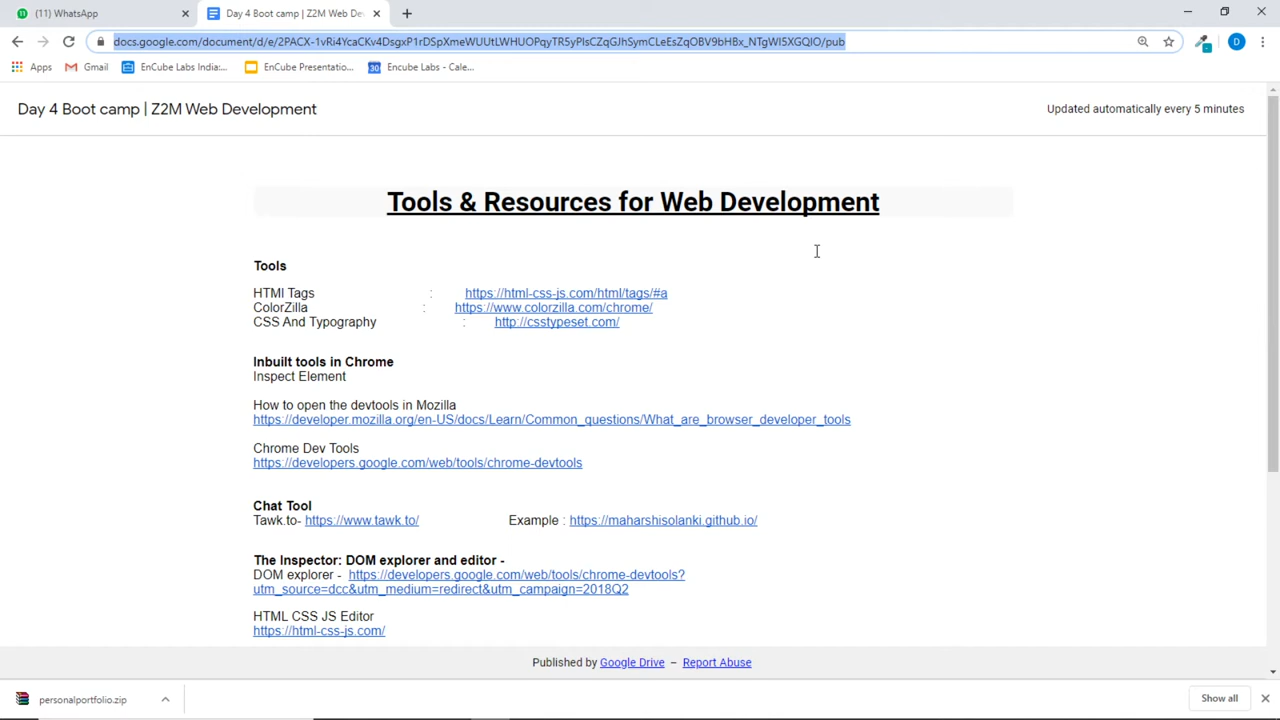 (11) WhatsApp
Day 4 Boot camp | Z2M Web De
docs.google.com/document/d/e/2PACX-1vRi4YcaCKv4DsgxP1rDSpXmeWUUtLWHUOPqyTR5yPlsCZqGJhSymCLeEsZqOBV9bHBx_NTgWI5XGQIO/pub
D
Apps
Gmail
EnCube Labs India:...
EnCube Presentatio...
Encube Labs - Cale...
Day 4 Boot camp | Z2M Web Development
Updated automatically every 5 minutes
Tools & Resources for Web Development
Tools
HTMl Tags : https://html-css-js.com/html/tags/#a
ColorZilla : https://www.colorzilla.com/chrome/
CSS And Typography : http://csstypeset.com/
Inbuilt tools in Chrome
Inspect Element
How to open the devtools in Mozilla
https://developer.mozilla.org/en-US/docs/Learn/Common_questions/What_are_browser_developer_tools
Chrome Dev Tools
https://developers.google.com/web/tools/chrome-devtools
Chat Tool
Tawk.to- https://www.tawk.to/ Example : https://maharshisolanki.github.io/
The Inspector: DOM explorer and editor -
DOM explorer - https://developers.google.com/web/tools/chrome-devtools?
utm_source=dcc&utm_medium=redirect&utm_campaign=2018Q2
HTML CSS JS Editor
https://html-css-js.com/
Published by Google Drive – Report Abuse
personalportfolio.zip
Show all